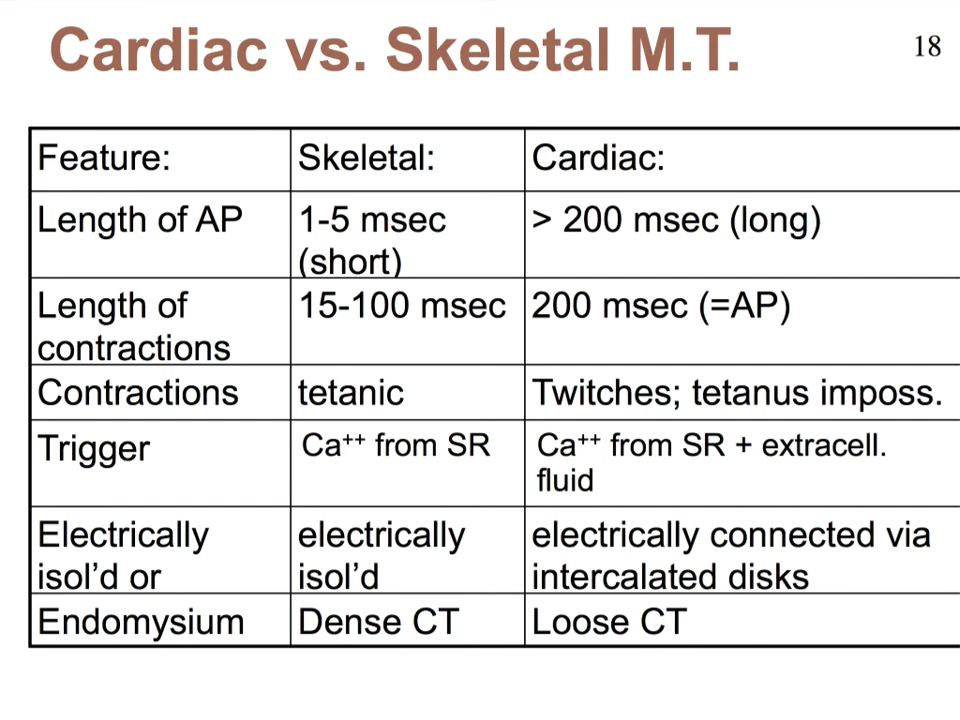 Cardiac vs. Skeletal M.T.
18
Feature:
Skeletal:
Cardiac:
Length of AP
1-5 msec
(short)
> 200 msec (long)
Length of
contractions
15-100 msec
200 msec (=AP)
Contractions
tetanic
Twitches; tetanus imposs.
Trigger
Ca⁺⁺ from SR
Ca⁺⁺ from SR + extracell.
fluid
Electrically
isol’d or
electrically
isol’d
electrically connected via
intercalated disks
Endomysium
Dense CT
Loose CT